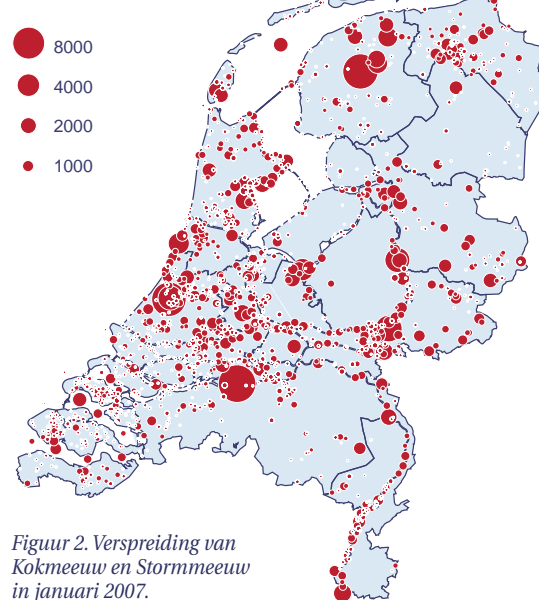 8000
4000
2000
1000
Figuur 2. Verspreiding van
Kokmeeuw en Stormmeeuw
in januari 2007.